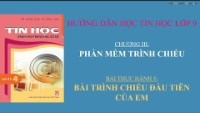 TIN HỌC
4
HƯỚNG DẪN HỌC TIN HỌC LỚP 9
CHƯƠNG III:
PHẦN MỀM TRÌNH CHIẾU
BÀI THỰC HÀNH 5
BÀI TRÌNH CHIẾU ĐẦU TIÊN
CỦA EM